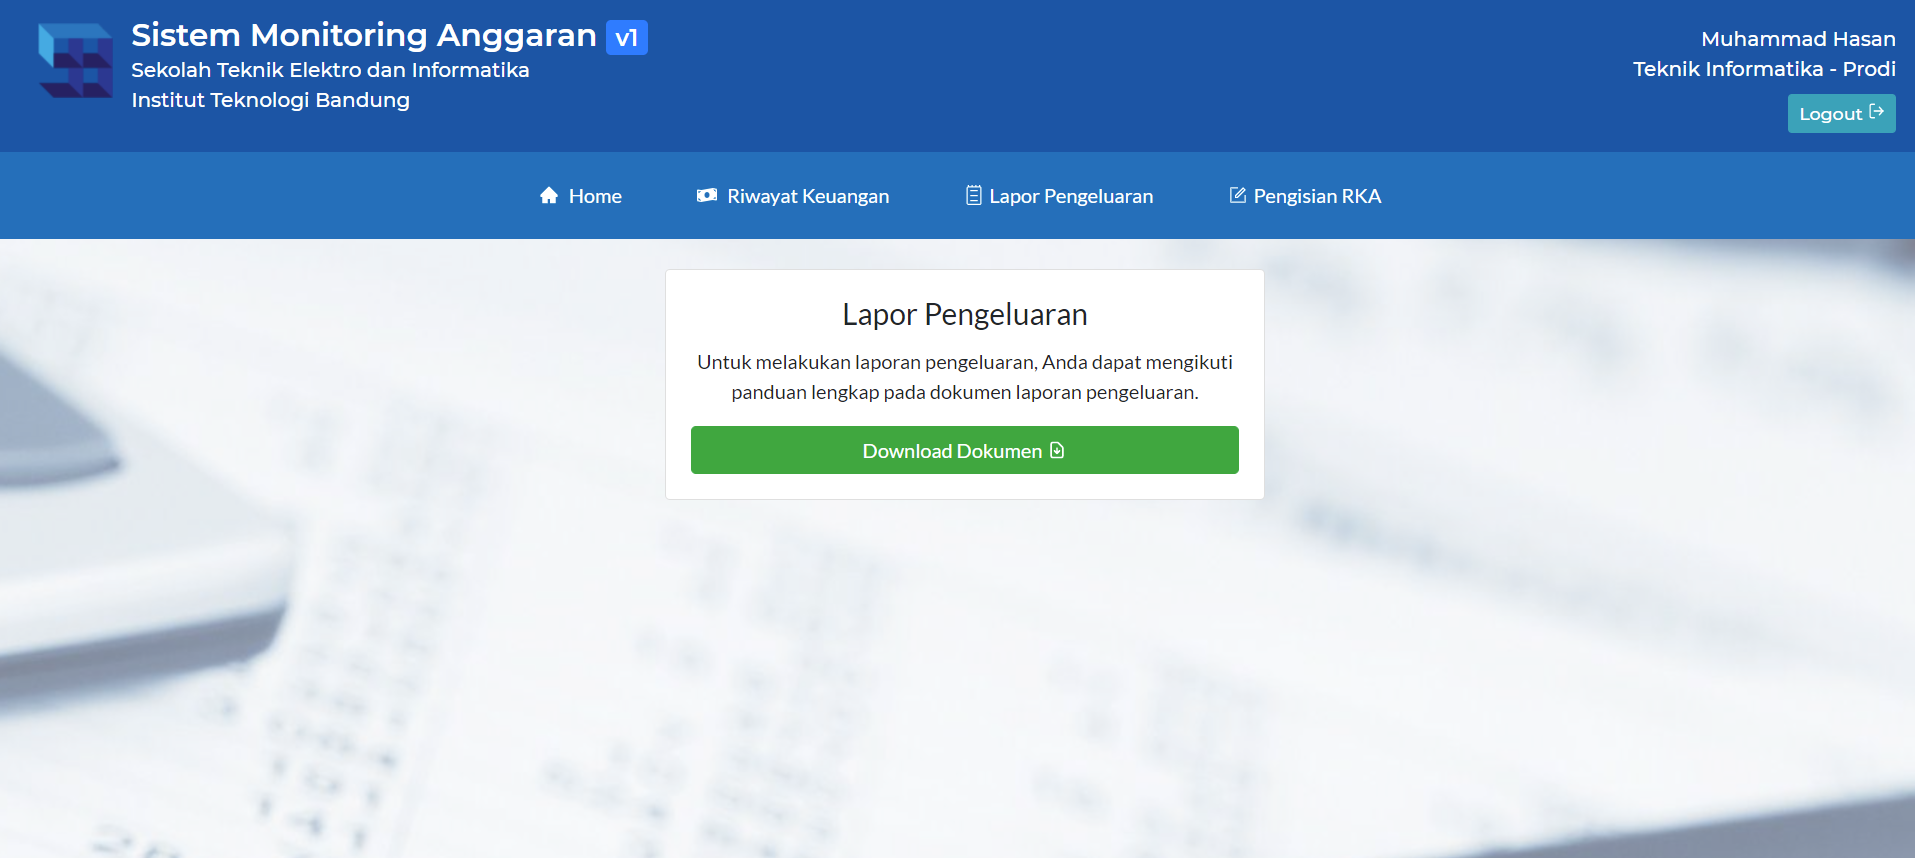 Sistem Monitoring Anggaran v1
Sekolah Teknik Elektro dan Informatika
Institut Teknologi Bandung
Muhammad Hasan
Teknik Informatika - Prodi
Logout
Home
Riwayat Keuangan
Lapor Pengeluaran
Pengisian RKA
Lapor Pengeluaran
Untuk melakukan laporan pengeluaran, Anda dapat mengikuti
panduan lengkap pada dokumen laporan pengeluaran.
Download Dokumen